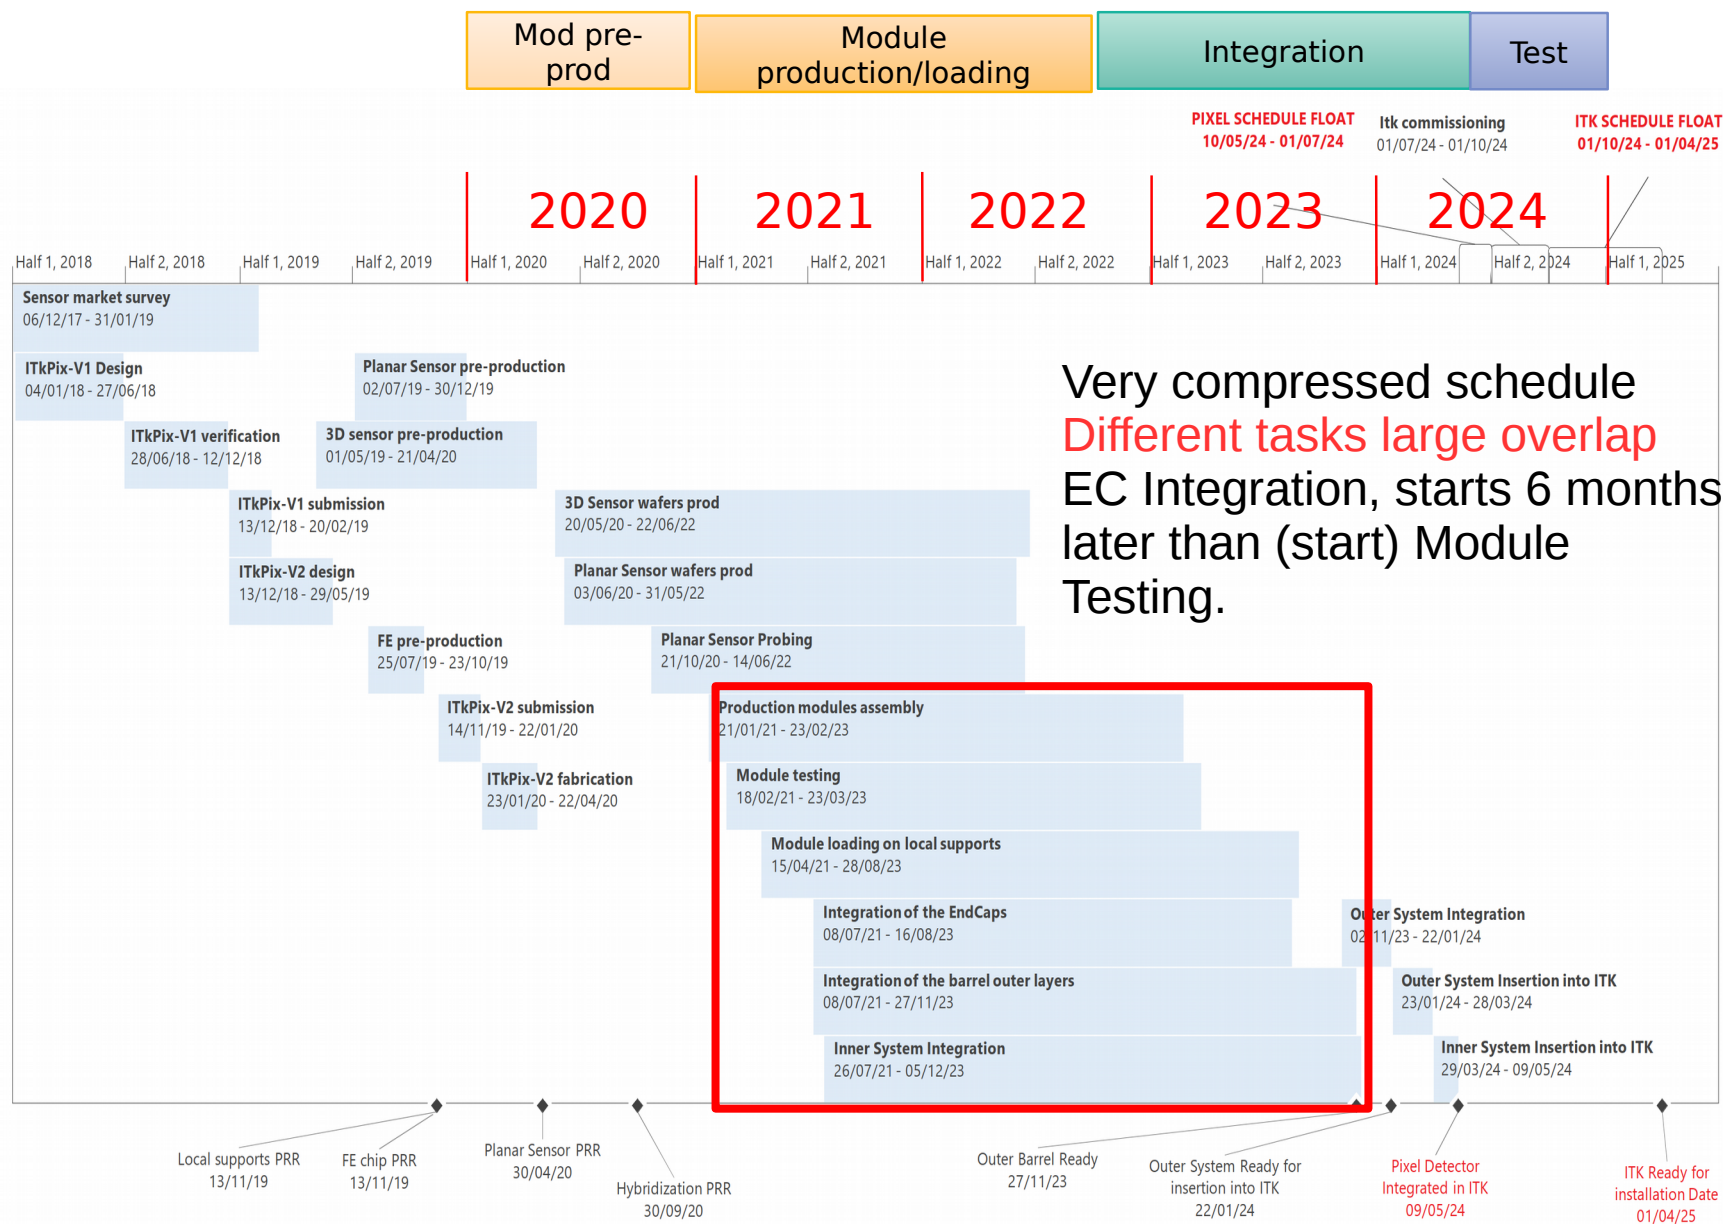 Mod pre-
prod
Module
production/loading
Integration
Test
PIXEL SCHEDULE FLOAT
10/05/24 - 01/07/24
Itk commissioning
01/07/24 - 01/10/24
ITK SCHEDULE FLOAT
01/10/24 - 01/04/25
2020
2021
2022
2023
2024
Half 1, 2018
Half 2, 2018
Half 1, 2019
Half 2, 2019
Half 1, 2020
Half 2, 2020
Half 1, 2021
Half 2, 2021
Half 1, 2022
Half 2, 2022
Half 1, 2023
Half 2, 2023
Half 1, 2024
Half 2, 2024
Half 1, 2025
Sensor market survey
06/12/17 - 31/01/19
ITkPix-V1 Design
04/01/18 - 27/06/18
Planar Sensor pre-production
02/07/19 - 30/12/19
ITkPix-V1 verification
28/06/18 - 12/12/18
3D sensor pre-production
01/05/19 - 21/04/20
Very compressed schedule
Different tasks large overlap
EC Integration, starts 6 months
later than (start) Module
Testing.
ITkPix-V1 submission
13/12/18 - 20/02/19
3D Sensor wafers prod
20/05/20 - 22/06/22
ITkPix-V2 design
13/12/18 - 29/05/19
Planar Sensor wafers prod
03/06/20 - 31/05/22
FE pre-production
25/07/19 - 23/10/19
Planar Sensor Probing
21/10/20 - 14/06/22
ITkPix-V2 submission
14/11/19 - 22/01/20
Production modules assembly
21/01/21 - 23/02/23
ITkPix-V2 fabrication
23/01/20 - 22/04/20
Module testing
18/02/21 - 23/03/23
Module loading on local supports
15/04/21 - 28/08/23
Integration of the EndCaps
08/07/21 - 16/08/23
Outer System Integration
02/11/23 - 22/01/24
Integration of the barrel outer layers
08/07/21 - 27/11/23
Outer System Insertion into ITK
23/01/24 - 28/03/24
Inner System Integration
26/07/21 - 05/12/23
Inner System Insertion into ITK
29/03/24 - 09/05/24
Local supports PRR
13/11/19
FE chip PRR
13/11/19
Planar Sensor PRR
30/04/20
Hybridization PRR
30/09/20
Outer Barrel Ready
27/11/23
Outer System Ready for
insertion into ITK
22/01/24
Pixel Detector
Integrated in ITK
09/05/24
ITK Ready for
installation Date
01/04/25